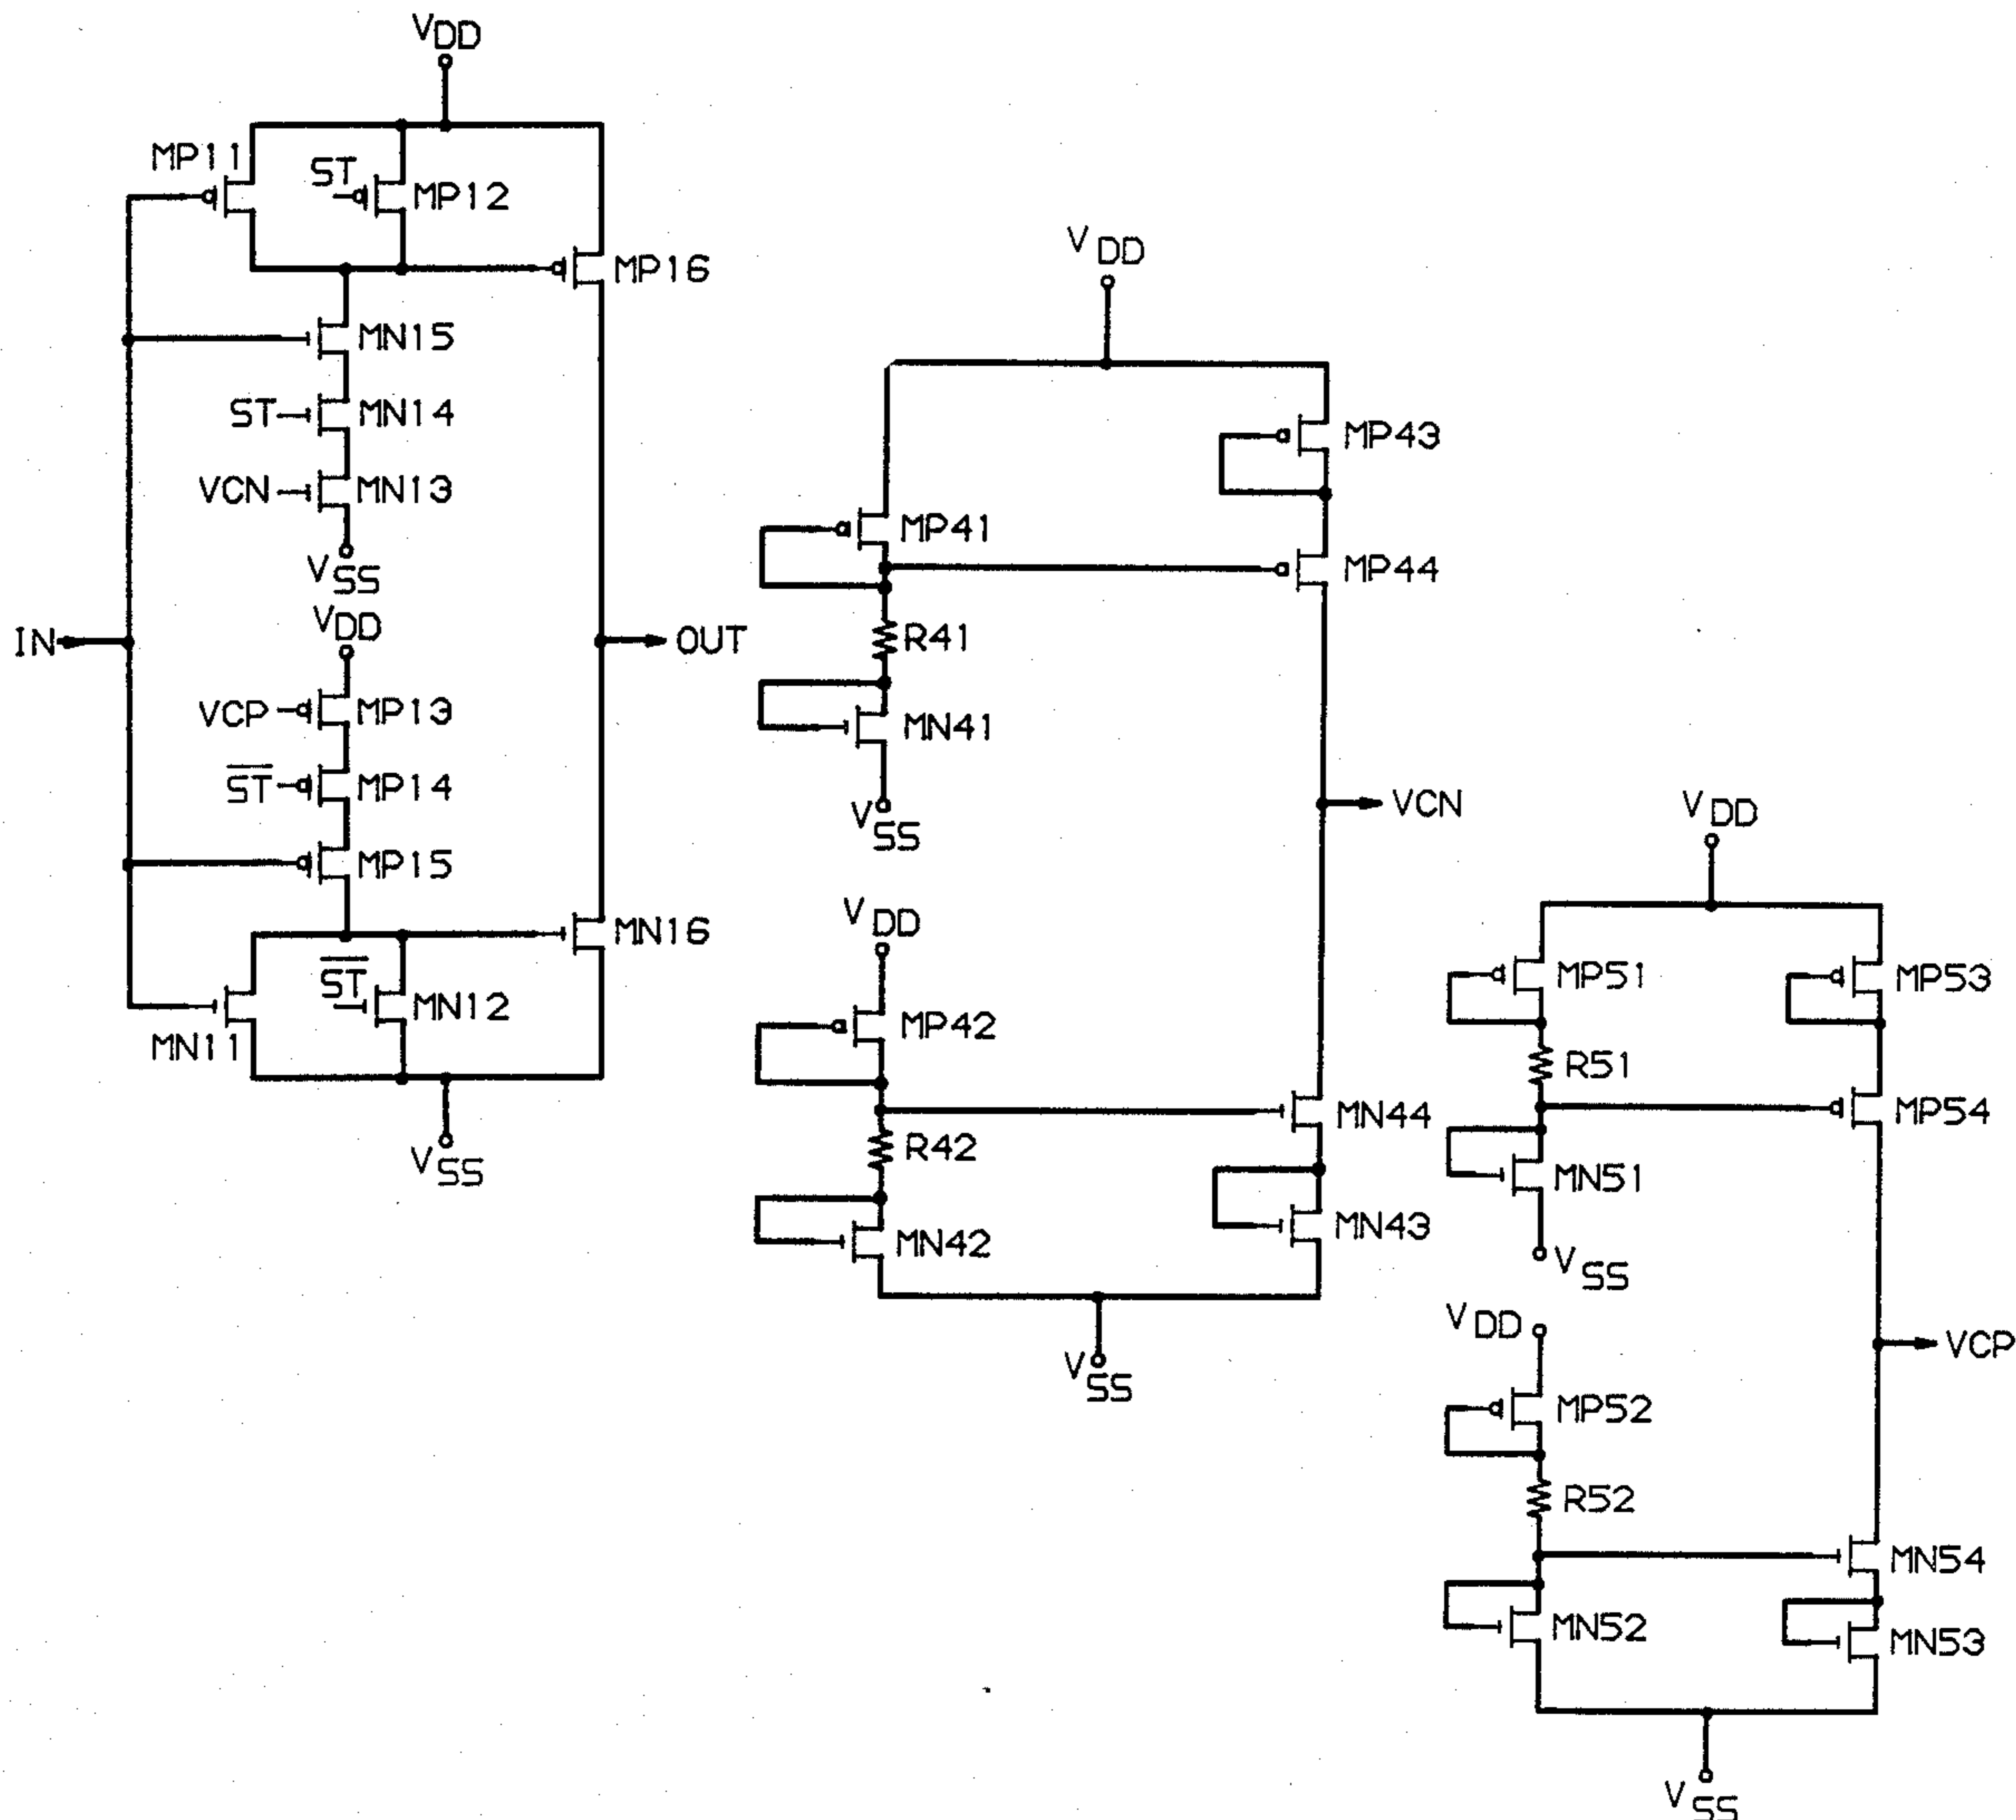 VDD
MP11
ST
MP12
MP16
MN15
ST
MN14
VCN
MN13
VSS
VDD
IN
OUT
VCP
MP13
S̅T̅
MP14
MP15
MN16
S̅T̅
MN12
MN11
VSS
VDD
MP43
MP41
MP44
R41
MN41
VSS
VCN
VDD
MP42
MN44
R42
MN43
MN42
VSS
VDD
MP51
MP53
R51
MP54
MN51
VSS
VDD
VCP
MP52
R52
MN54
MN52
MN53
VSS